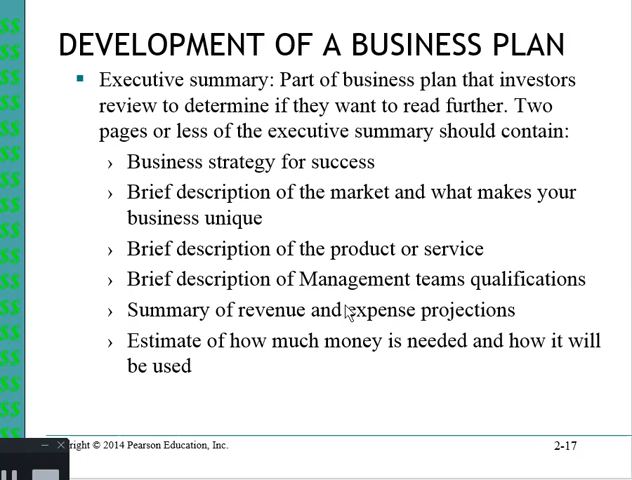 DEVELOPMENT OF A BUSINESS PLAN
Executive summary: Part of business plan that investors
review to determine if they want to read further. Two
pages or less of the executive summary should contain:
› Business strategy for success
› Brief description of the market and what makes your
business unique
› Brief description of the product or service
› Brief description of Management teams qualifications
› Summary of revenue and expense projections
› Estimate of how much money is needed and how it will
be used
right © 2014 Pearson Education, Inc.
2-17